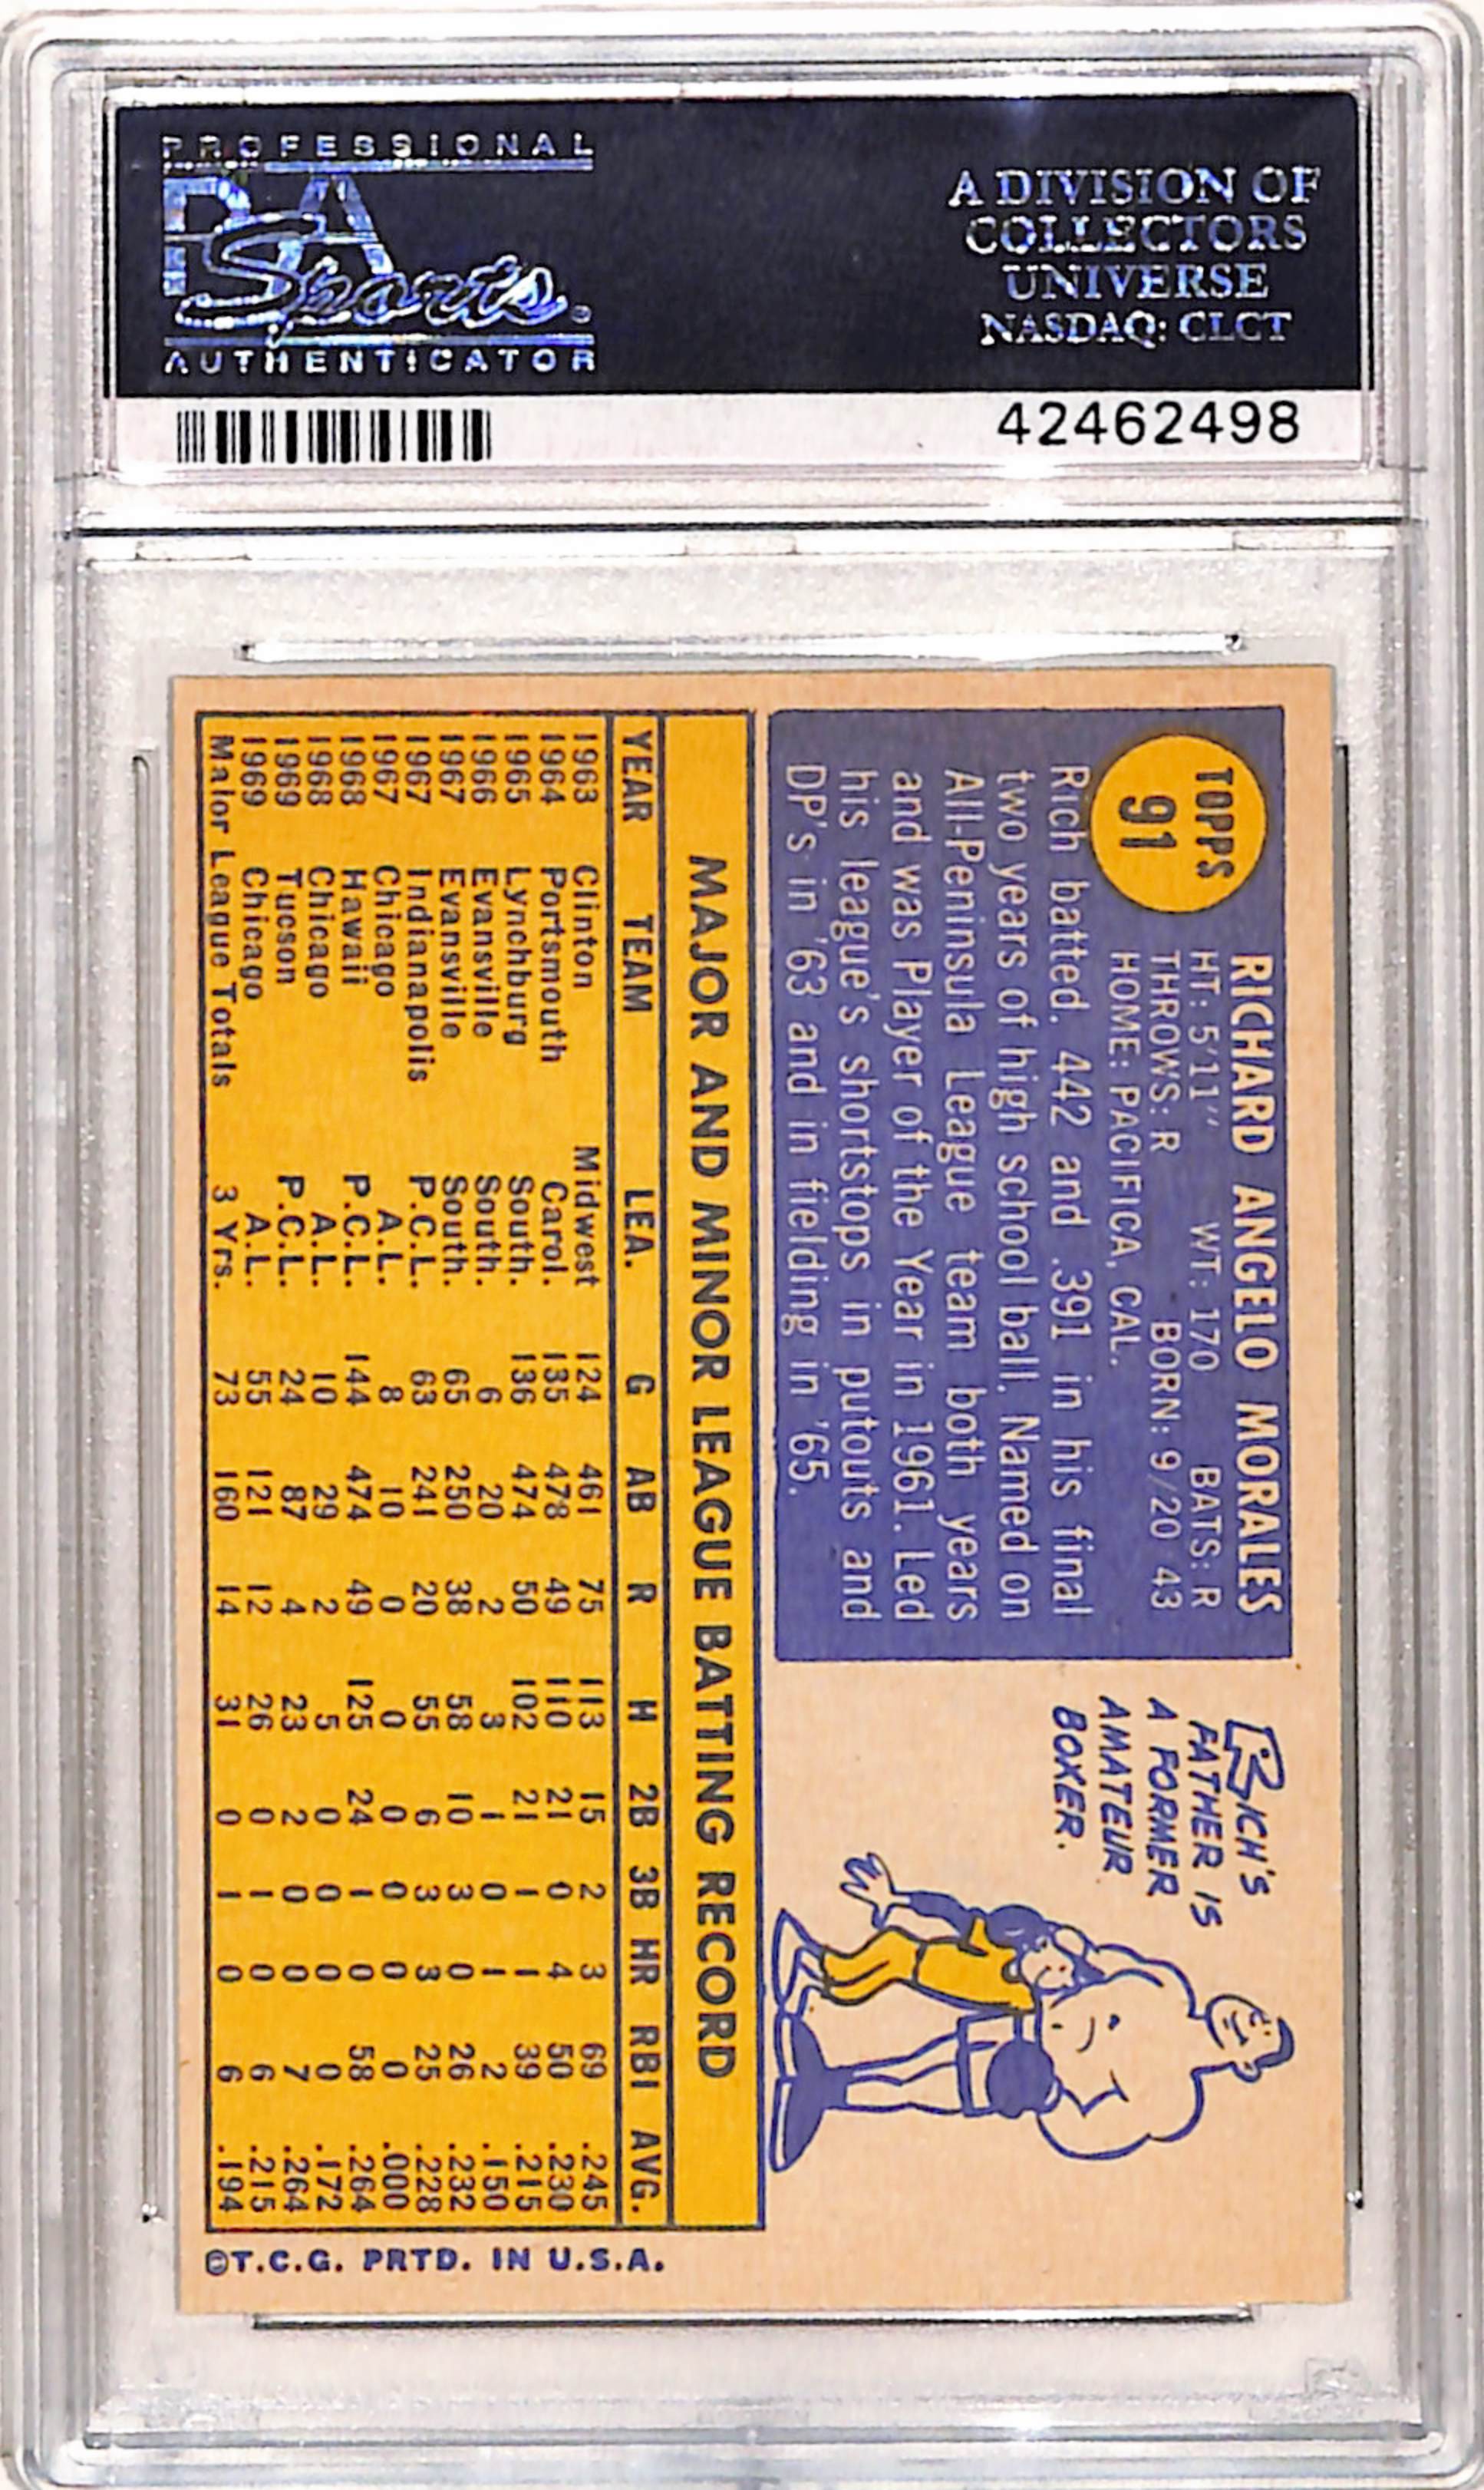 PROFESSIONAL
PSA
Sports
AUTHENTICATOR
A DIVISION OF
COLLECTORS
UNIVERSE
NASDAQ: CLCT
42462498
TOPPS
91
RICHARD ANGELO MORALES
HT: 5'11" WT: 170 BATS: R
THROWS: R BORN: 9/20 43
HOME: PACIFICA, CAL.
Rich batted. 442 and .391 in his final
two years of high school ball. Named on
All-Peninsula League team both years
and was Player of the Year in 1961. Led
his league's shortstops in putouts and
DP's in '63 and in fielding in '65.
RICH'S
FATHER IS
A FORMER
AMATEUR
BOXER.
MAJOR AND MINOR LEAGUE BATTING RECORD
YEAR TEAM LEA. G AB R H 2B 3B HR RBI AVG.
1963 Clinton Midwest 124 461 75 113 15 2 3 69 .245
1964 Portsmouth Carol. 135 478 49 110 21 0 4 50 .230
1965 Lynchburg South. 136 474 50 102 21 1 1 39 .215
1966 Evansville South. 6 20 2 3 1 0 1 2 .150
1967 Evansville South. 65 250 38 58 10 3 0 26 .232
1967 Indianapolis P.C.L. 63 241 20 55 6 3 3 25 .228
1967 Chicago A.L. 8 10 0 0 0 0 0 0 .000
1968 Hawaii P.C.L. 144 474 49 125 24 1 0 58 .264
1968 Chicago A.L. 10 29 2 5 0 0 0 0 .172
1969 Tucson P.C.L. 24 87 4 23 2 0 0 7 .264
1969 Chicago A.L. 55 121 12 26 0 1 0 6 .215
Major League Totals 3 Yrs. 73 160 14 31 0 1 0 6 .194
©T.C.G. PRTD. IN U.S.A.